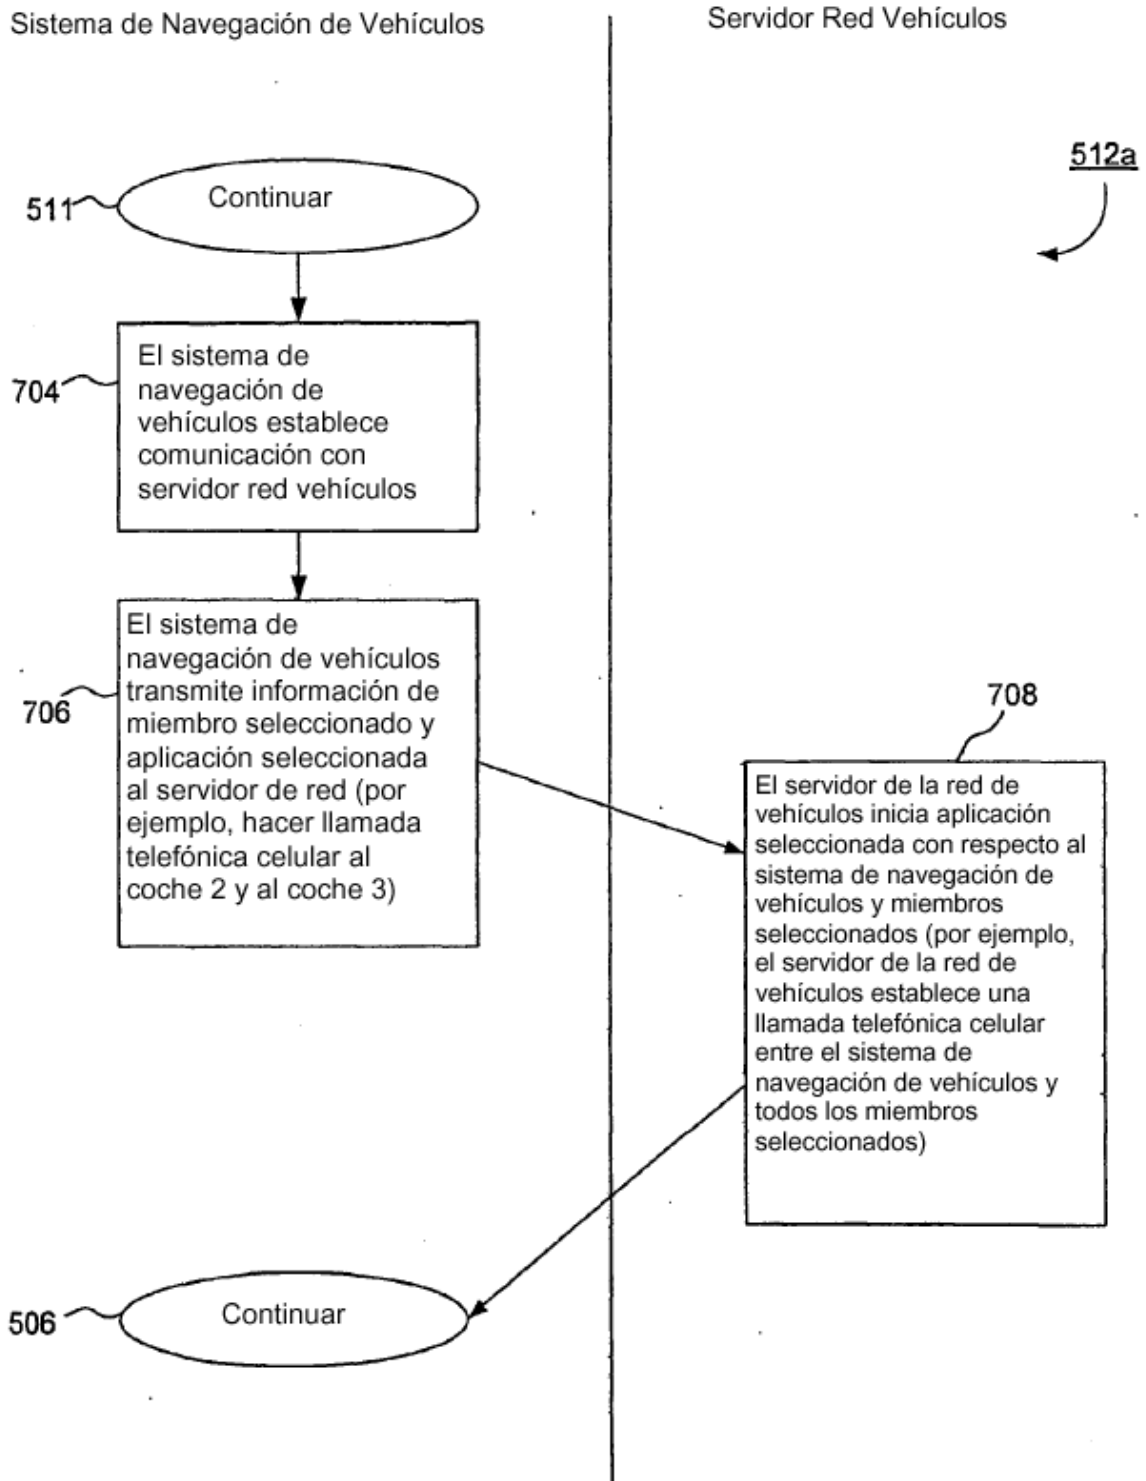 Sistema de Navegación de Vehículos
Servidor Red Vehículos
512a
511
Continuar
704
El sistema de
navegación de
vehículos establece
comunicación con
servidor red vehículos
706
El sistema de
navegación de vehículos
transmite información de
miembro seleccionado y
aplicación seleccionada
al servidor de red (por
ejemplo, hacer llamada
telefónica celular al
coche 2 y al coche 3)
708
El servidor de la red de
vehículos inicia aplicación
seleccionada con respecto al
sistema de navegación de
vehículos y miembros
seleccionados (por ejemplo,
el servidor de la red de
vehículos establece una
llamada telefónica celular
entre el sistema de
navegación de vehículos y
todos los miembros
seleccionados)
506
Continuar